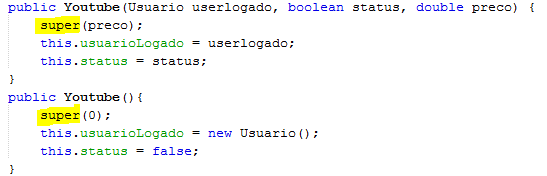 public Youtube(Usuario userlogado, boolean status, double preco) {
super(preco);
this.usuarioLogado = userlogado;
this.status = status;
}
public Youtube(){
super(0);
this.usuarioLogado = new Usuario();
this.status = false;
}